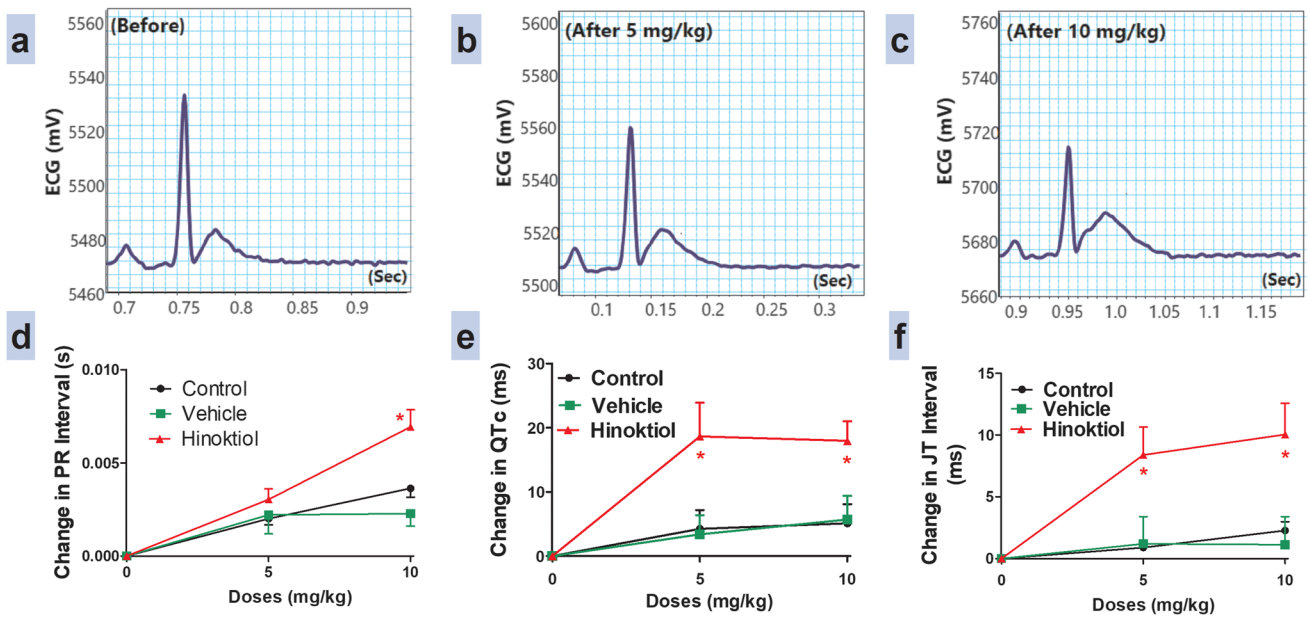 a
(Before)
ECG (mV)
5560
5540
5520
5500
5480
5460
0.7
0.75
0.8
0.85
0.9
(Sec)
b
(After 5 mg/kg)
ECG (mV)
5600
5580
5560
5540
5520
5500
0.1
0.15
0.2
0.25
0.3
(Sec)
c
(After 10 mg/kg)
ECG (mV)
5760
5740
5720
5700
5680
5660
0.9
0.95
1.0
1.05
1.1
1.15
(Sec)
d
Change in PR Interval (s)
0.010
0.005
0.000
Control
Vehicle
Hinoktiol
*
0
5
10
Doses (mg/kg)
e
Change in QTc (ms)
30
20
10
0
Control
Vehicle
Hinoktiol
*
*
0
5
10
Doses (mg/kg)
f
Change in JT Interval
(ms)
15
10
5
0
Control
Vehicle
Hinoktiol
*
*
0
5
10
Doses (mg/kg)